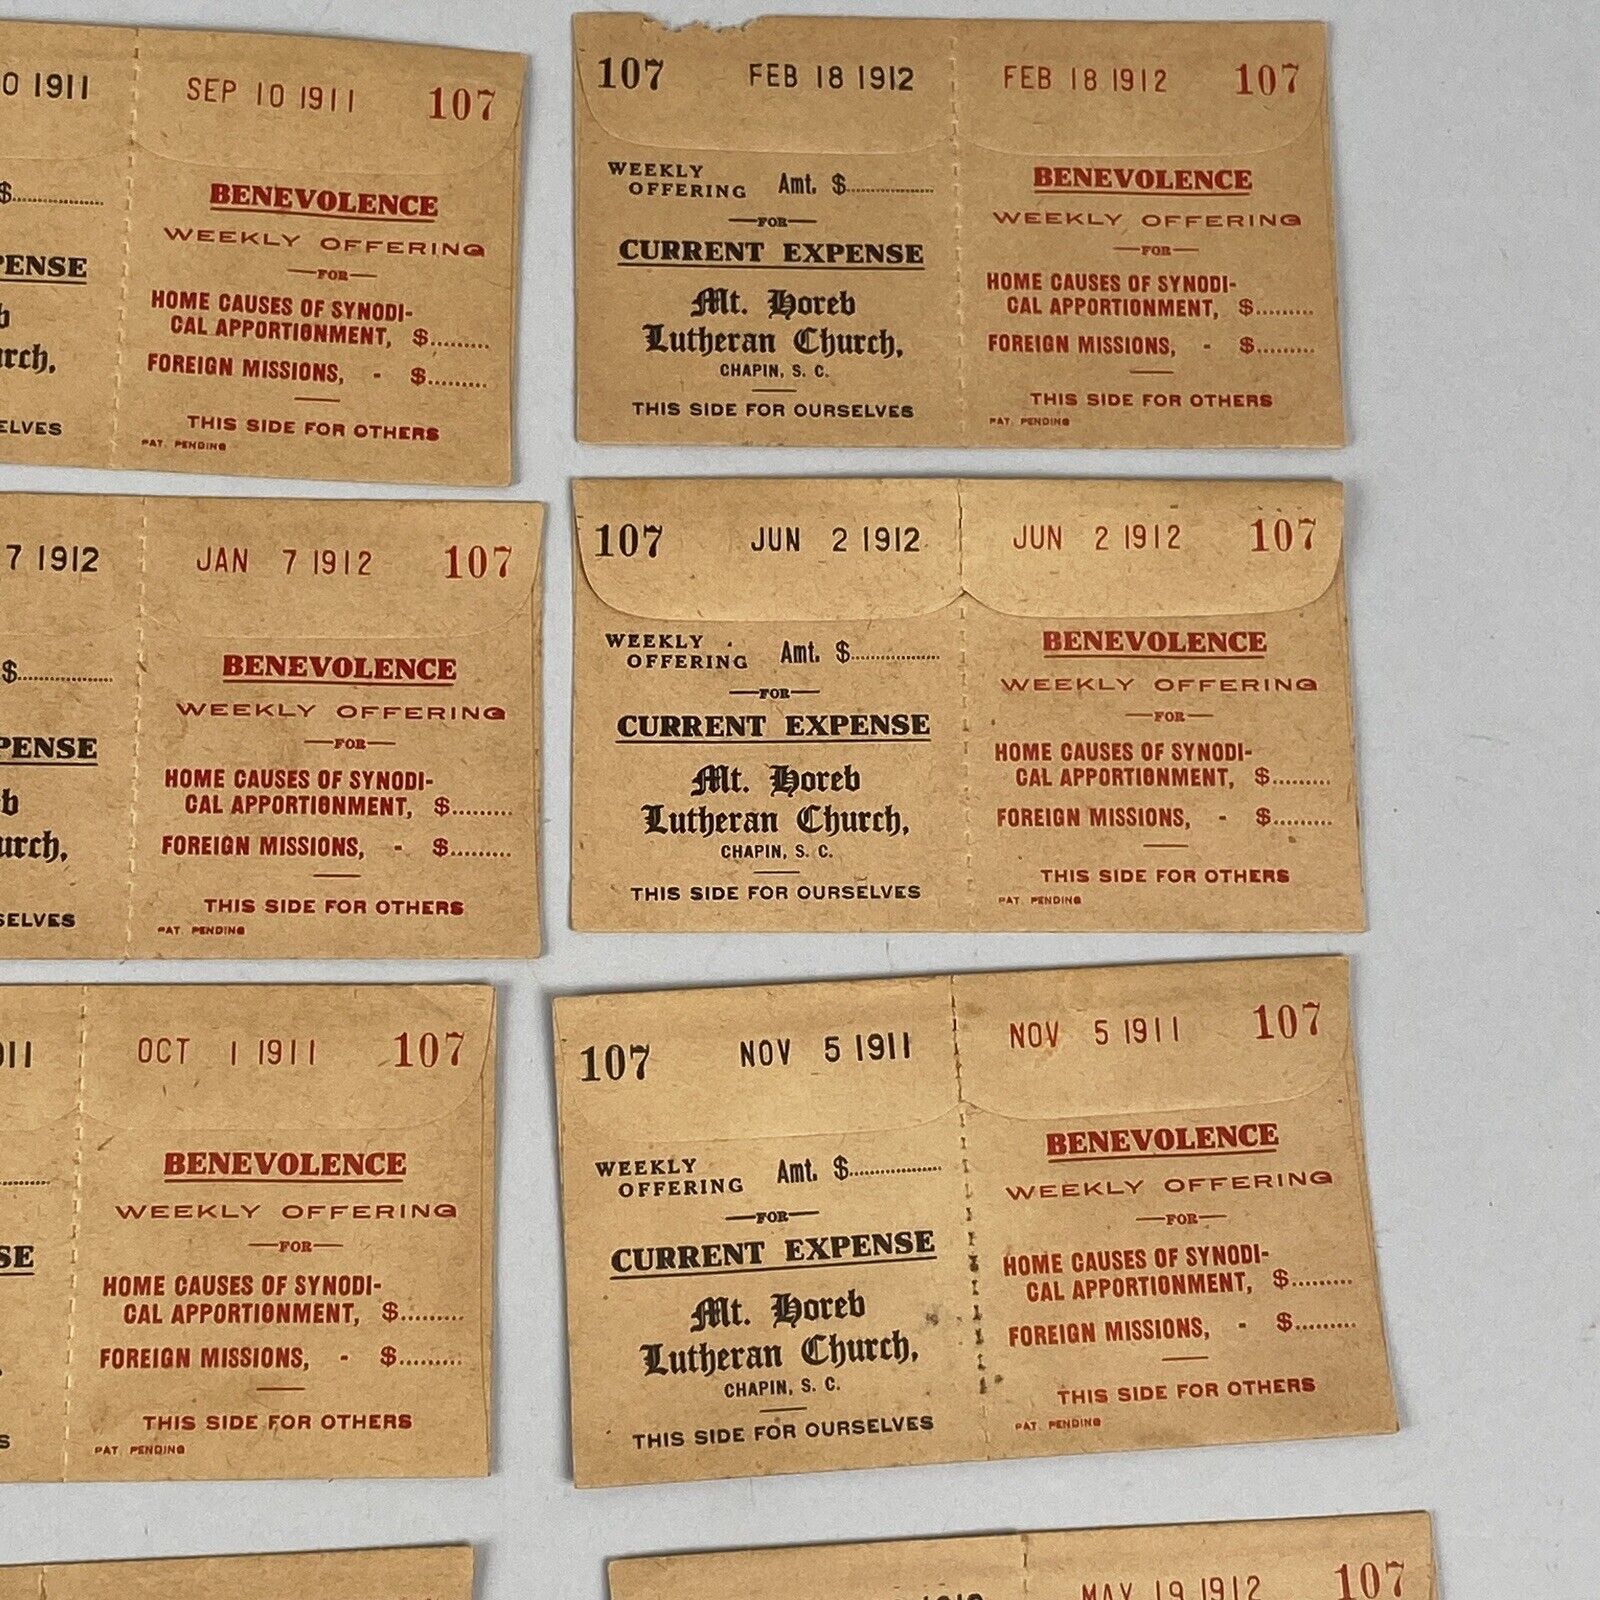 0 1911
$
PENSE
b
urch,
ELVES
SEP 10 1911 107
BENEVOLENCE
WEEKLY OFFERING
FOR
HOME CAUSES OF SYNODI-
CAL APPORTIONMENT, $
FOREIGN MISSIONS, - $
THIS SIDE FOR OTHERS
PAT. PENDING
107 FEB 18 1912
WEEKLY
OFFERING Amt. $
FOR
CURRENT EXPENSE
Mt. Horeb
Lutheran Church,
CHAPIN, S. C.
THIS SIDE FOR OURSELVES
FEB 18 1912 107
BENEVOLENCE
WEEKLY OFFERING
FOR
HOME CAUSES OF SYNODI-
CAL APPORTIONMENT, $
FOREIGN MISSIONS, - $
THIS SIDE FOR OTHERS
PAT. PENDING
7 1912
$
PENSE
b
urch,
SELVES
JAN 7 1912 107
BENEVOLENCE
WEEKLY OFFERING
FOR
HOME CAUSES OF SYNODI-
CAL APPORTIONMENT, $
FOREIGN MISSIONS, - $
THIS SIDE FOR OTHERS
PAT. PENDING
107 JUN 2 1912
WEEKLY
OFFERING Amt. $
FOR
CURRENT EXPENSE
Mt. Horeb
Lutheran Church,
CHAPIN, S. C.
THIS SIDE FOR OURSELVES
JUN 2 1912 107
BENEVOLENCE
WEEKLY OFFERING
FOR
HOME CAUSES OF SYNODI-
CAL APPORTIONMENT, $
FOREIGN MISSIONS, - $
THIS SIDE FOR OTHERS
PAT. PENDING
911
SE
S
OCT 1 1911 107
BENEVOLENCE
WEEKLY OFFERING
FOR
HOME CAUSES OF SYNODI-
CAL APPORTIONMENT, $
FOREIGN MISSIONS, - $
THIS SIDE FOR OTHERS
PAT. PENDING
107 NOV 5 1911
WEEKLY
OFFERING Amt. $
FOR
CURRENT EXPENSE
Mt. Horeb
Lutheran Church,
CHAPIN, S. C.
THIS SIDE FOR OURSELVES
NOV 5 1911 107
BENEVOLENCE
WEEKLY OFFERING
FOR
HOME CAUSES OF SYNODI-
CAL APPORTIONMENT, $
FOREIGN MISSIONS, - $
THIS SIDE FOR OTHERS
PAT. PENDING
1912
MAY 19 1912 107